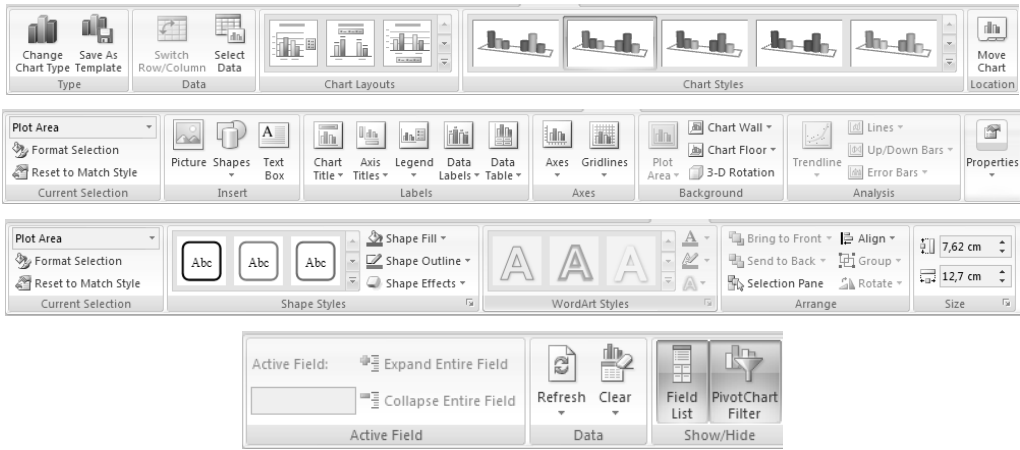 Change Chart Type
Save As Template
Switch Row/Column
Select Data
Move Chart
Type
Data
Chart Layouts
Chart Styles
Location
Plot Area
Format Selection
Reset to Match Style
Picture
Shapes
Text Box
Chart Title
Axis Titles
Legend
Data Labels
Data Table
Axes
Gridlines
Plot Area
Chart Wall
Chart Floor
3-D Rotation
Trendline
Lines
Up/Down Bars
Error Bars
Properties
Current Selection
Insert
Labels
Axes
Background
Analysis
Plot Area
Format Selection
Reset to Match Style
Abc
Abc
Abc
Shape Fill
Shape Outline
Shape Effects
A
A
A
A
A
Bring to Front
Send to Back
Selection Pane
Align
Group
Rotate
7,62 cm
12,7 cm
Current Selection
Shape Styles
WordArt Styles
Arrange
Size
Active Field:
Expand Entire Field
Collapse Entire Field
Refresh
Clear
Field List
PivotChart Filter
Active Field
Data
Show/Hide